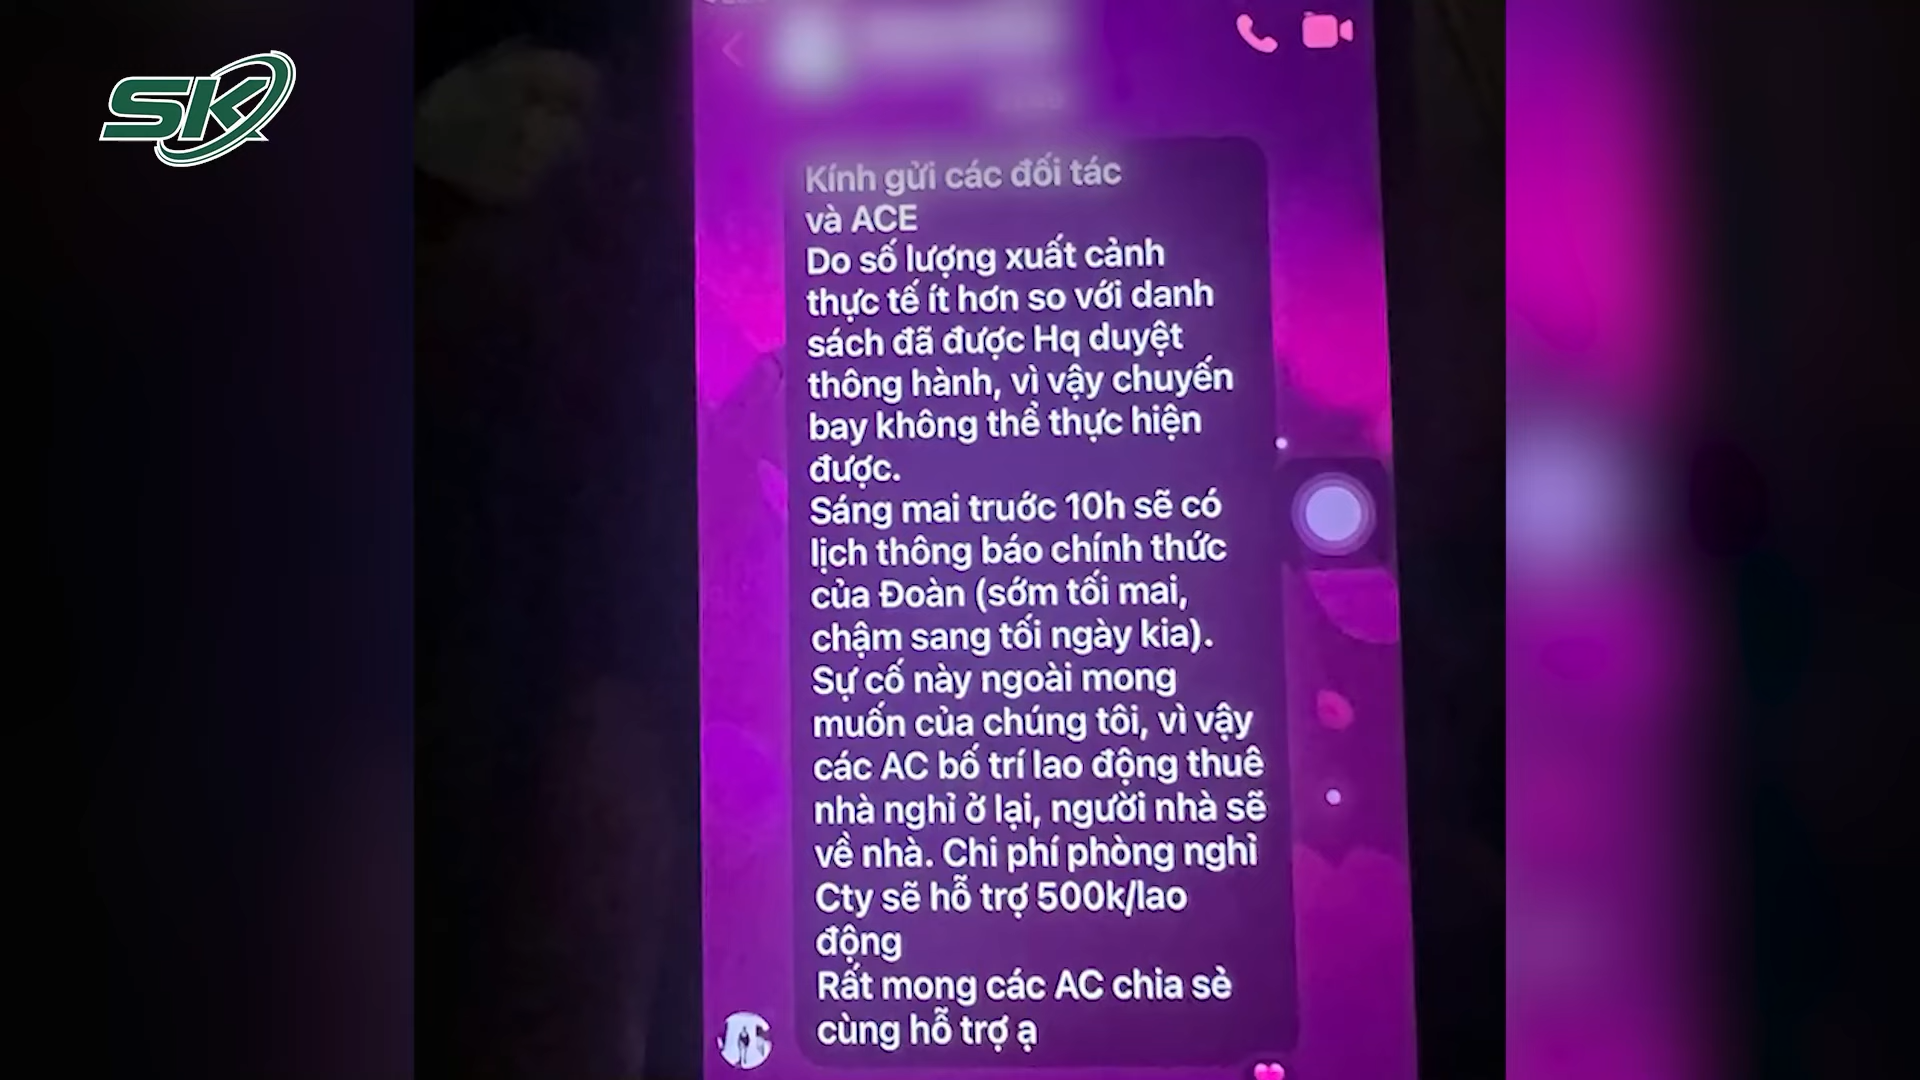 SK
Kính gửi các đối tác
và ACE
Do số lượng xuất cảnh
thực tế ít hơn so với danh
sách đã được Hq duyệt
thông hành, vì vậy chuyến
bay không thể thực hiện
được.
Sáng mai trước 10h sẽ có
lịch thông báo chính thức
của Đoàn (sớm tối mai,
chậm sang tối ngày kia).
Sự cố này ngoài mong
muốn của chúng tôi, vì vậy
các AC bố trí lao động thuê
nhà nghỉ ở lại, người nhà sẽ
về nhà. Chi phí phòng nghỉ
Cty sẽ hỗ trợ 500k/lao
động
Rất mong các AC chia sẻ
cùng hỗ trợ ạ